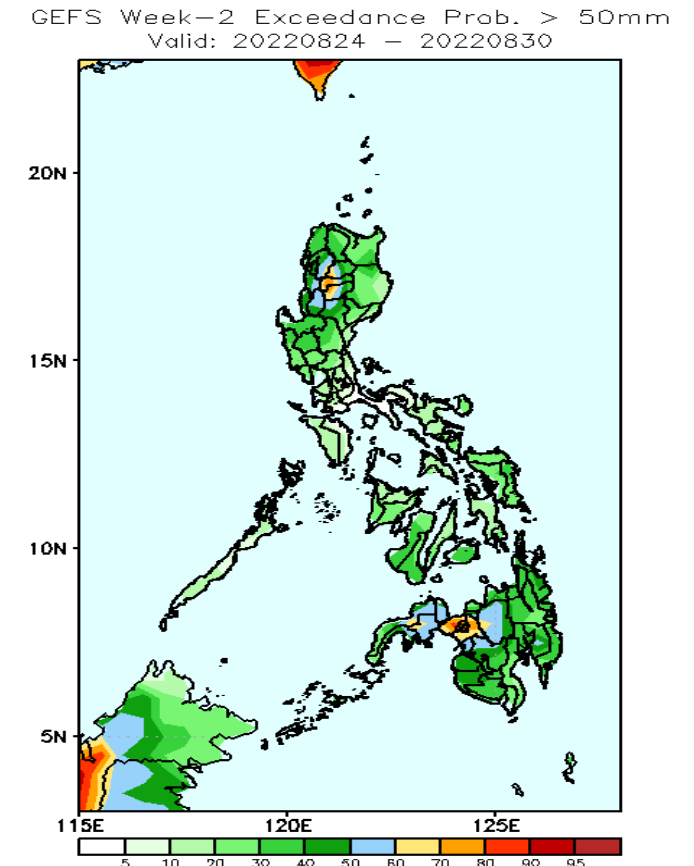 GEFS Week-2 Exceedance Prob. > 50mm
Valid: 20220824 - 20220830
20N
15N
10N
5N
115E 120E 125E
5 10 20 30 40 50 60 70 80 90 95